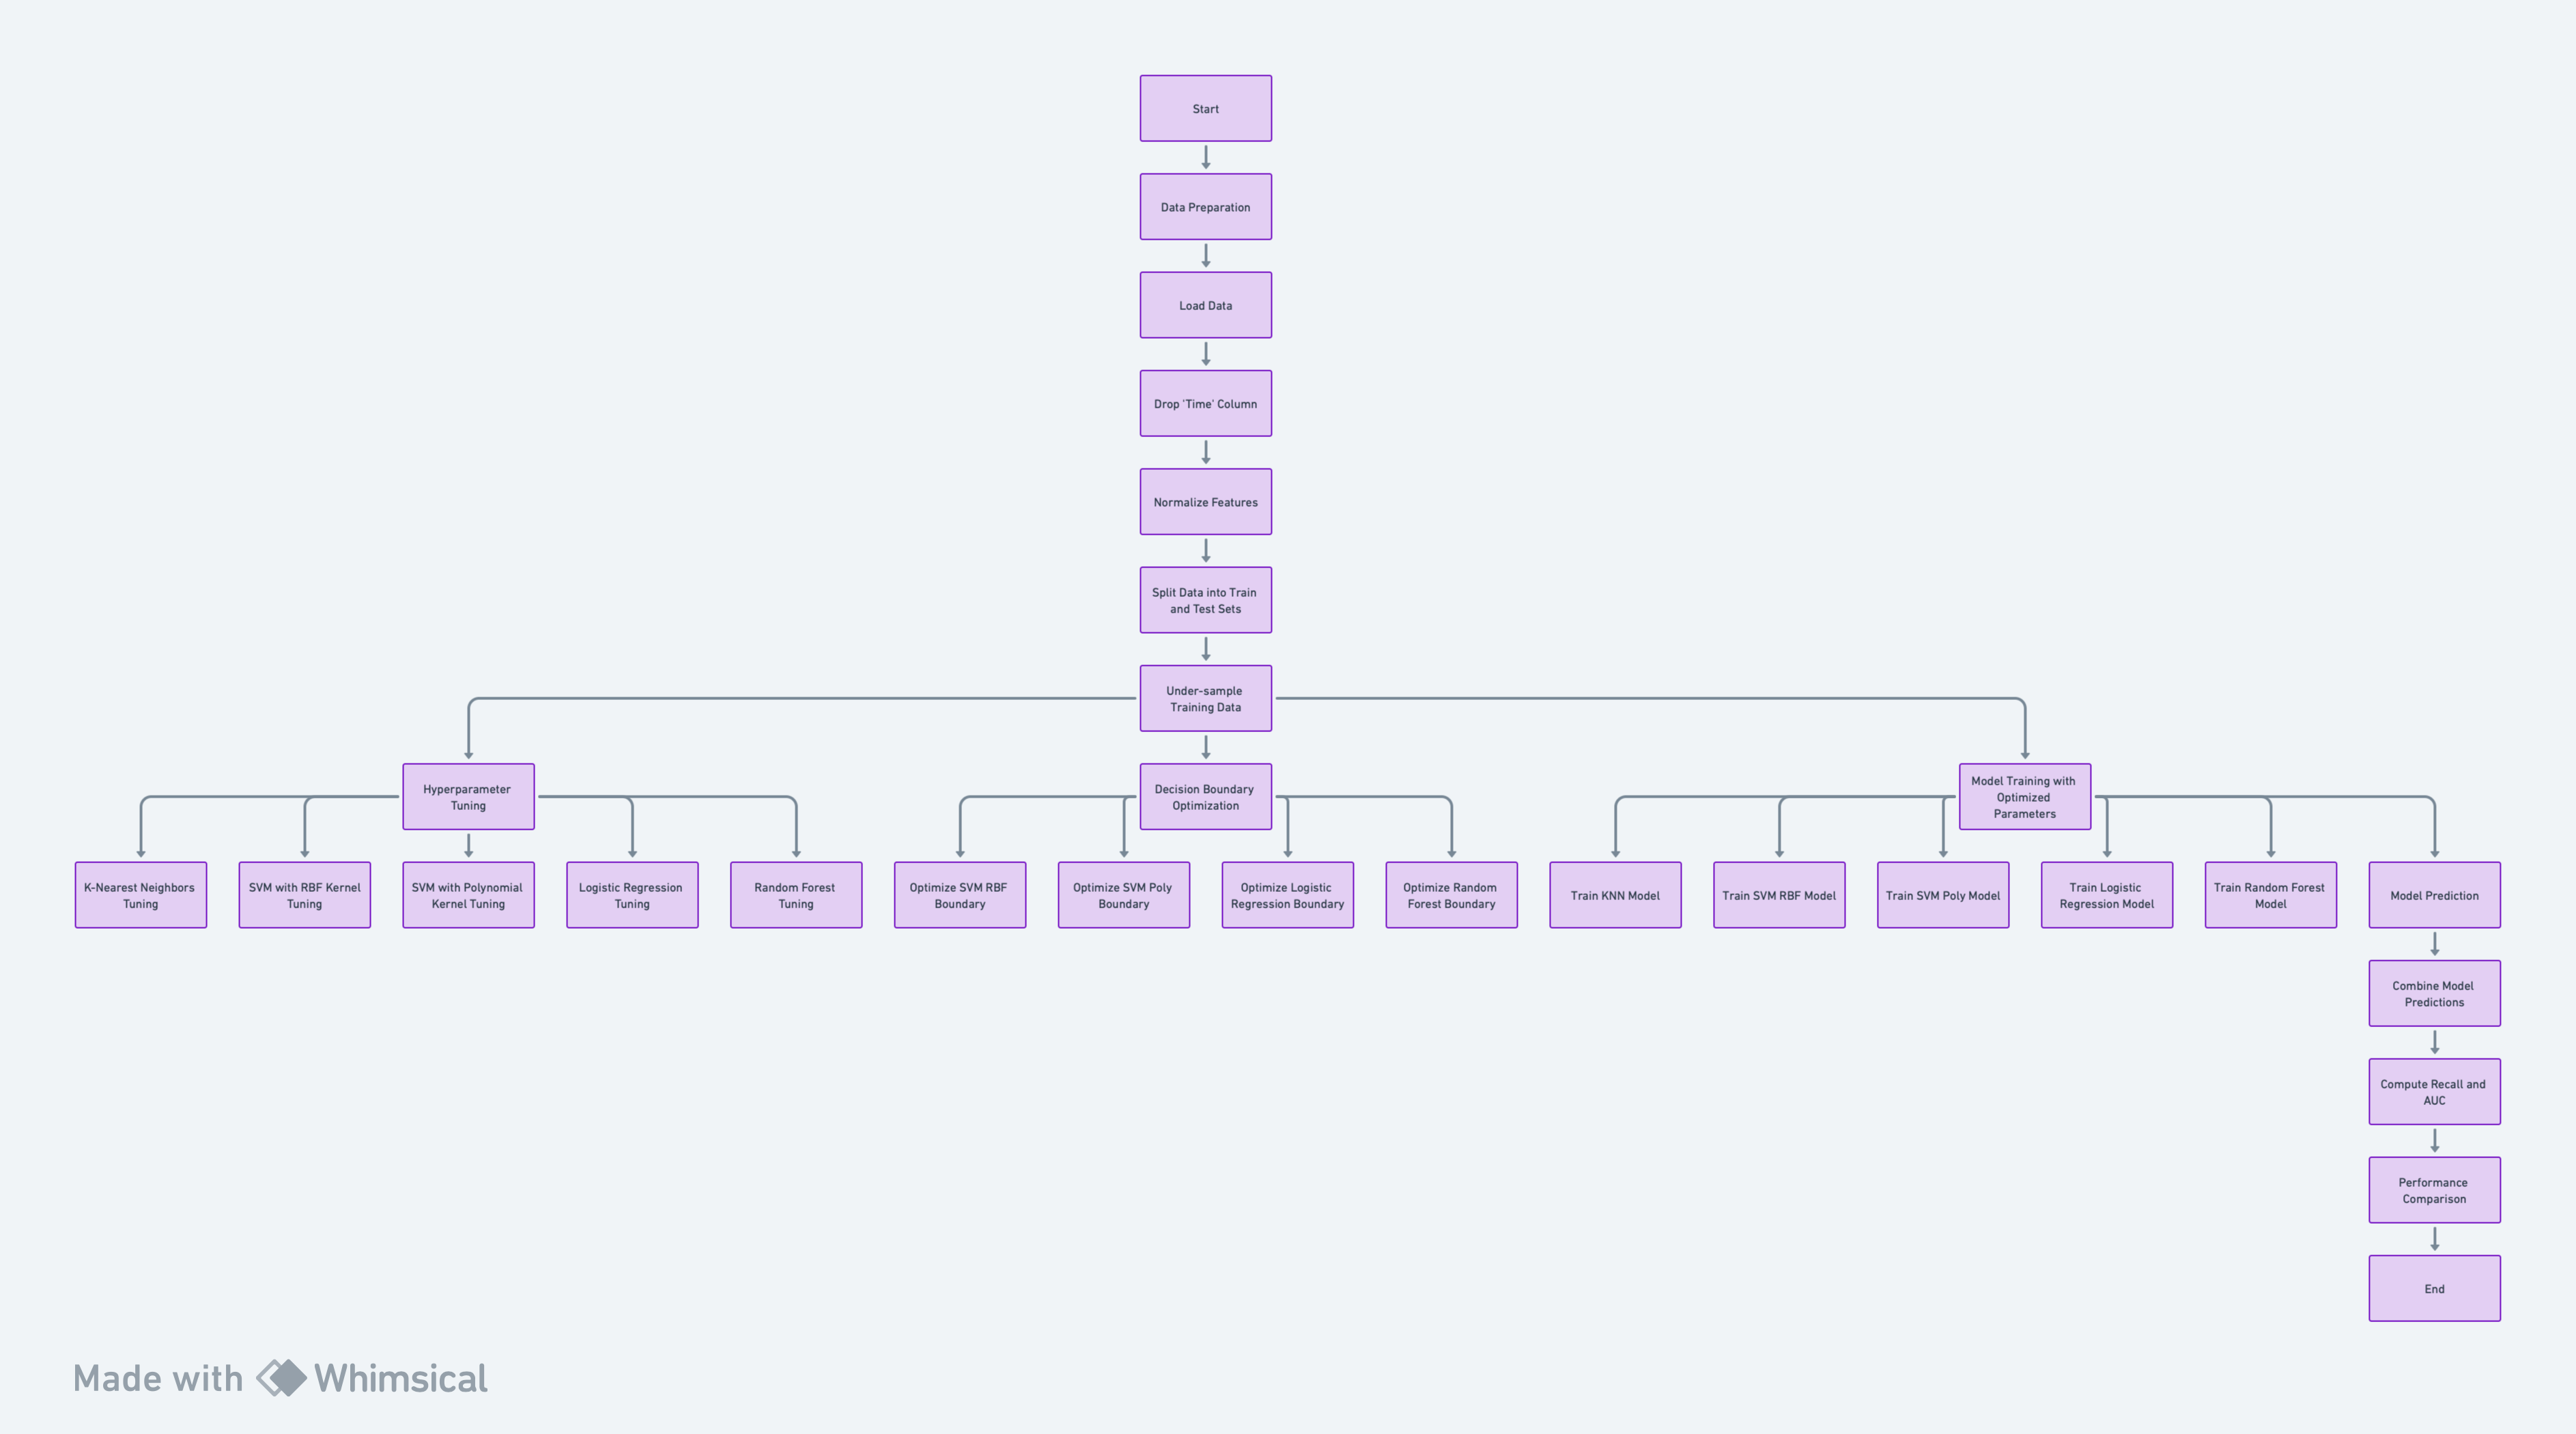 Start
Data Preparation
Load Data
Drop 'Time' Column
Normalize Features
Split Data into Train
and Test Sets
Under-sample
Training Data
Hyperparameter
Tuning
Decision Boundary
Optimization
Model Training with
Optimized
Parameters
K-Nearest Neighbors
Tuning
SVM with RBF Kernel
Tuning
SVM with Polynomial
Kernel Tuning
Logistic Regression
Tuning
Random Forest
Tuning
Optimize SVM RBF
Boundary
Optimize SVM Poly
Boundary
Optimize Logistic
Regression Boundary
Optimize Random
Forest Boundary
Train KNN Model
Train SVM RBF Model
Train SVM Poly Model
Train Logistic
Regression Model
Train Random Forest
Model
Model Prediction
Combine Model
Predictions
Compute Recall and
AUC
Performance
Comparison
End
Made with Whimsical